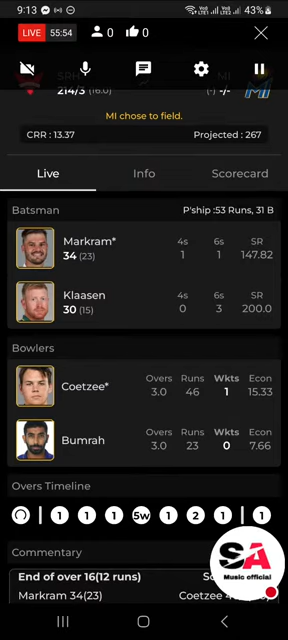 9:13
43%
LIVE 55:54 0 0
SRH MI
214/3 (16.0) (-) -/-
MI chose to field.
CRR : 13.37 Projected : 267
Live Info Scorecard
Batsman P'ship :53 Runs, 31 B
Markram* 4s 6s SR
34 (23) 1 1 147.82
Klaasen 4s 6s SR
30 (15) 0 3 200.0
Bowlers
Coetzee* Overs Runs Wkts Econ
3.0 46 1 15.33
Bumrah Overs Runs Wkts Econ
3.0 23 0 7.66
Overs Timeline
1 1 1 5w 1 2 1 1
Commentary
End of over 16(12 runs)
Markram 34(23) Coetzee
SA
Music official